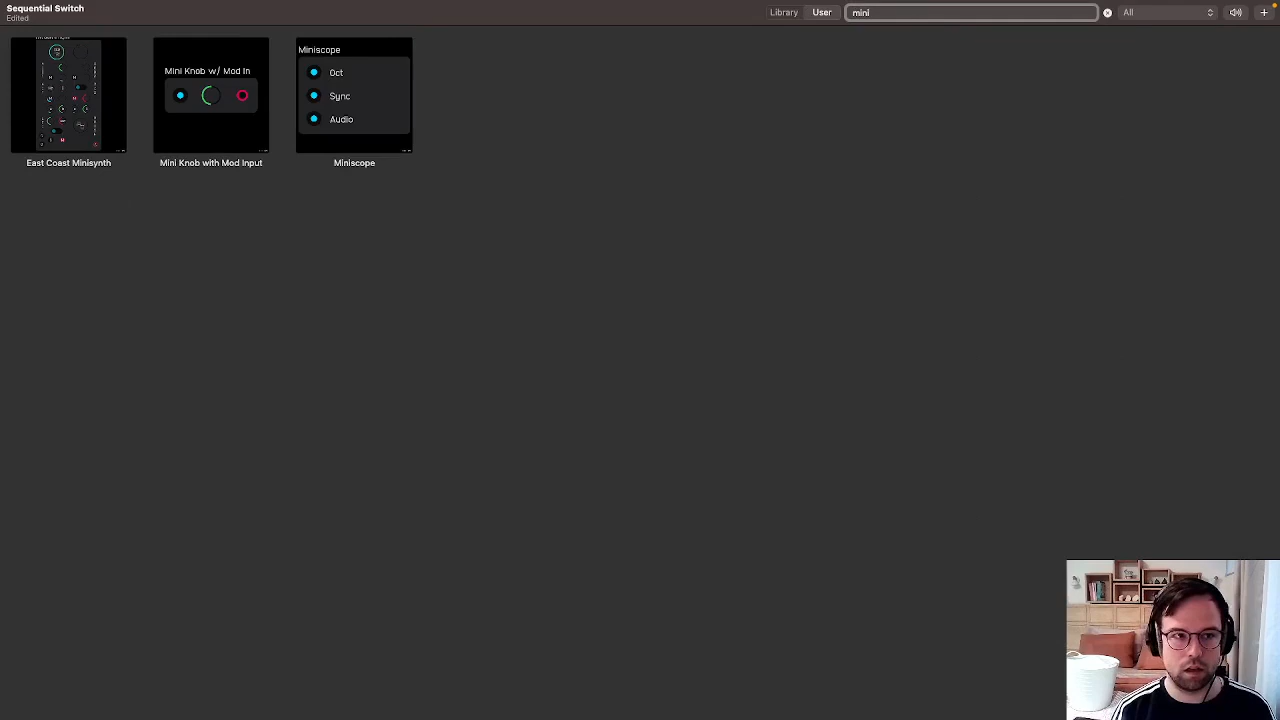 Sequential Switch
Edited
Library
User
mini
All
Mini Knob w/ Mod In
Miniscope
Oct
Sync
Audio
East Coast Minisynth
Mini Knob with Mod Input
Miniscope